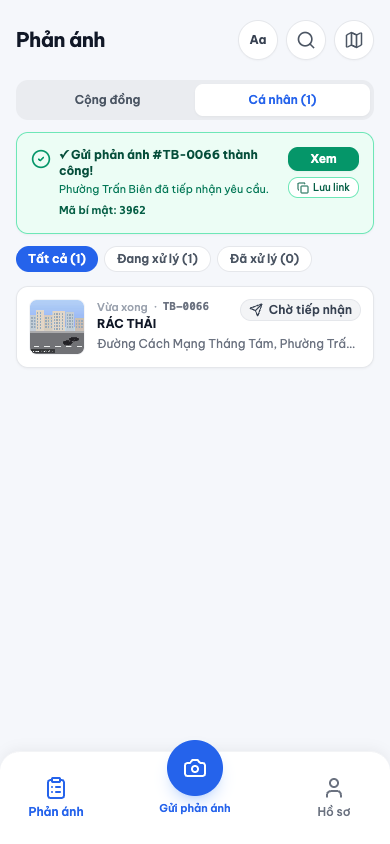 Phản ánh
Aa
Cộng đồng
Cá nhân (1)
✓ Gửi phản ánh #TB-0066 thành
công!
Phường Trấn Biên đã tiếp nhận yêu cầu.
Mã bí mật: 3962
Xem
Lưu link
Tất cả (1)
Đang xử lý (1)
Đã xử lý (0)
Vừa xong · TB-0066
Chờ tiếp nhận
RÁC THẢI
Đường Cách Mạng Tháng Tám, Phường Trấ...
Phản ánh
Gửi phản ánh
Hồ sơ